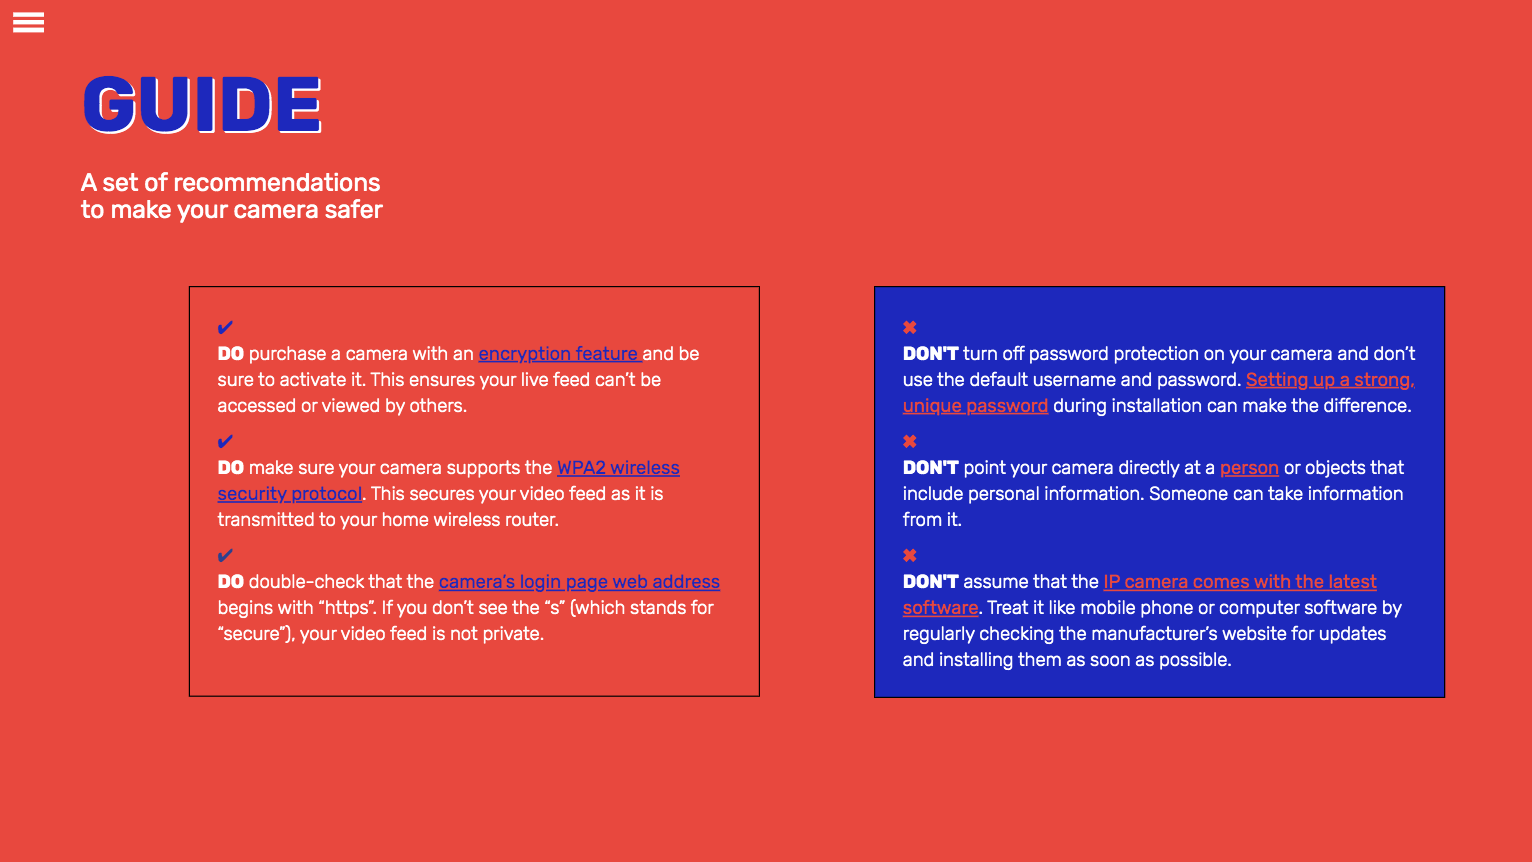 GUIDE
A set of recommendations
to make your camera safer
✔
DO purchase a camera with an encryption feature and be
sure to activate it. This ensures your live feed can’t be
accessed or viewed by others.
✔
DO make sure your camera supports the WPA2 wireless
security protocol. This secures your video feed as it is
transmitted to your home wireless router.
✔
DO double-check that the camera’s login page web address
begins with “https”. If you don’t see the “s” (which stands for
“secure”), your video feed is not private.
✖
DON'T turn off password protection on your camera and don’t
use the default username and password. Setting up a strong,
unique password during installation can make the difference.
✖
DON'T point your camera directly at a person or objects that
include personal information. Someone can take information
from it.
✖
DON'T assume that the IP camera comes with the latest
software. Treat it like mobile phone or computer software by
regularly checking the manufacturer’s website for updates
and installing them as soon as possible.